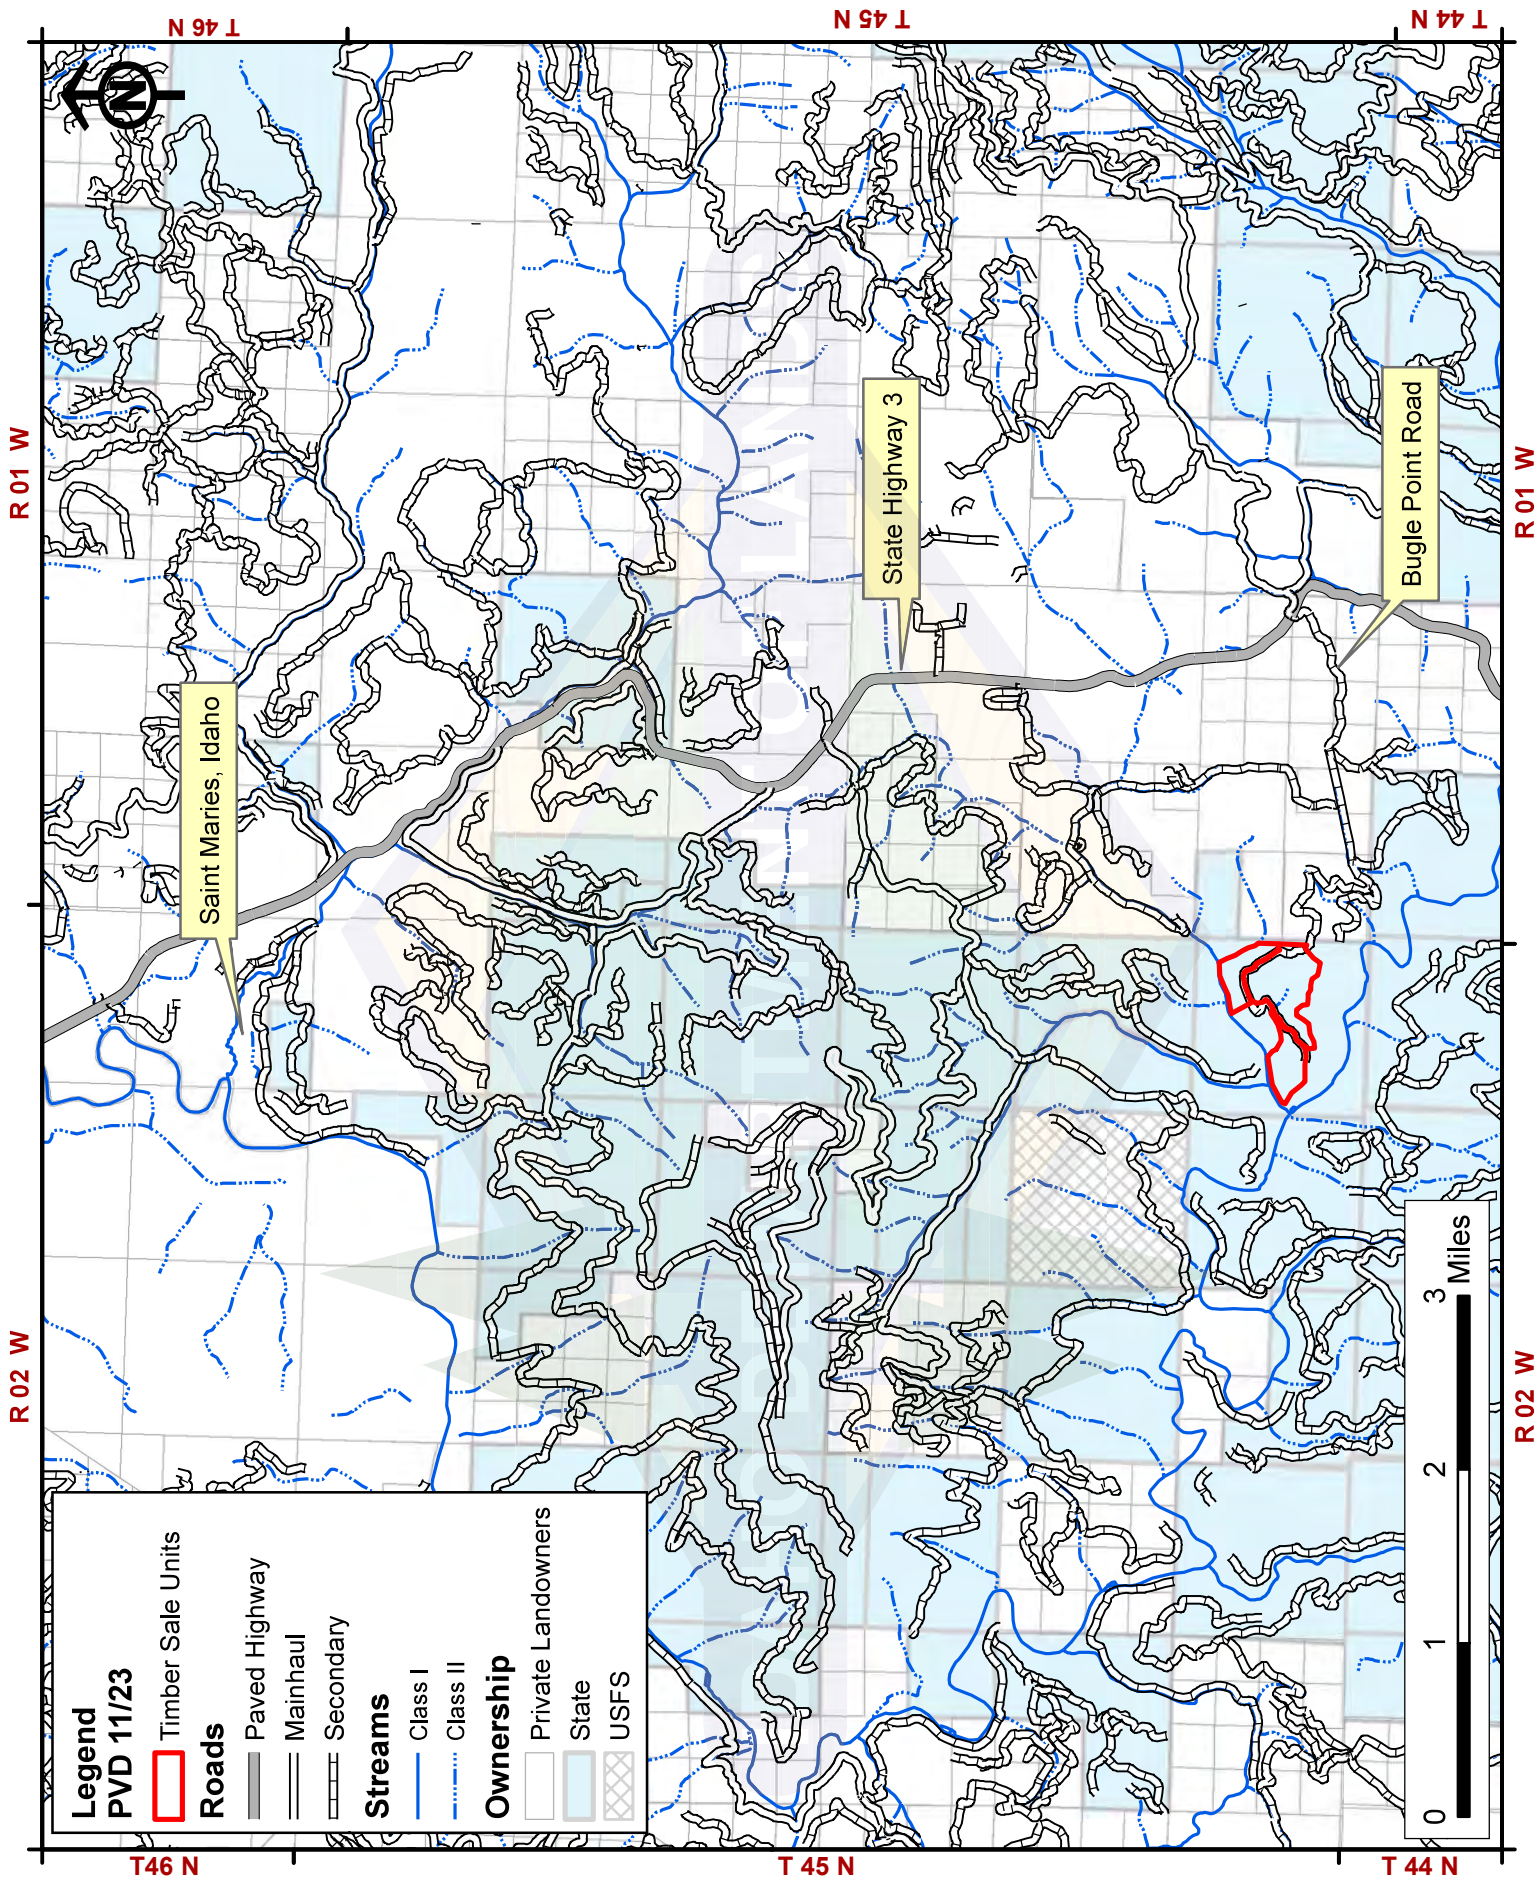 T 46 N
T 45 N
T 44 N
N
R 01 W
R 01 W
R 02 W
R 02 W
Saint Maries, Idaho
State Highway 3
Bugle Point Road
Legend
PVD 11/23
Timber Sale Units
Roads
Paved Highway
Mainhaul
Secondary
Streams
Class I
Class II
Ownership
Private Landowners
State
USFS
0 1 2 3
Miles
T46 N
T 45 N
T 44 N